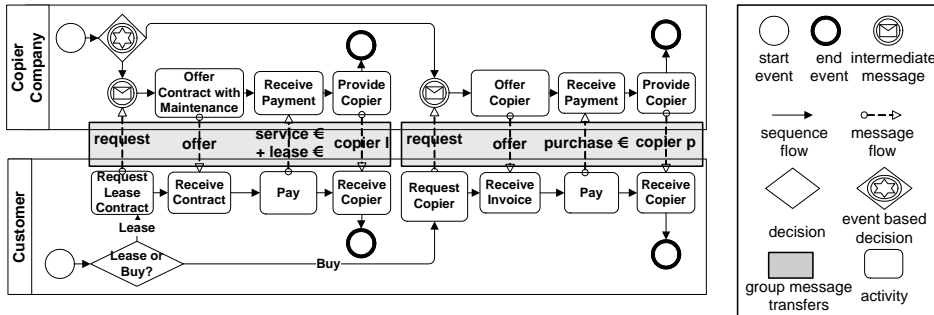 Copier
Company
Offer
Contract with
Maintenance
Receive
Payment
Provide
Copier
Offer
Copier
Receive
Payment
Provide
Copier
request
offer
service €
+ lease €
copier l
request
offer
purchase €
copier p
Customer
Request
Lease
Contract
Receive
Contract
Pay
Receive
Copier
Request
Copier
Receive
Invoice
Pay
Receive
Copier
Lease
Lease or
Buy?
Buy
start
event
end
event
intermediate
message
sequence
flow
message
flow
decision
event based
decision
group message
transfers
activity